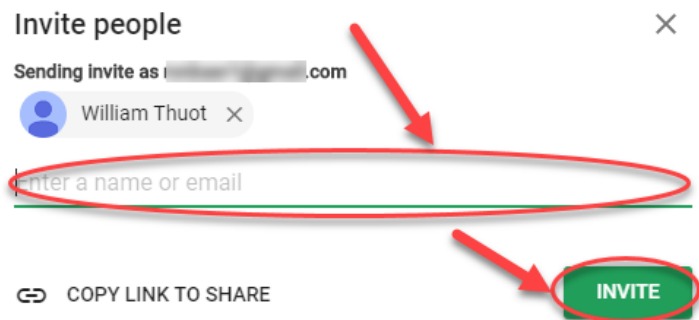 Invite people
Sending invite as .com
William Thuot
Enter a name or email
COPY LINK TO SHARE
INVITE